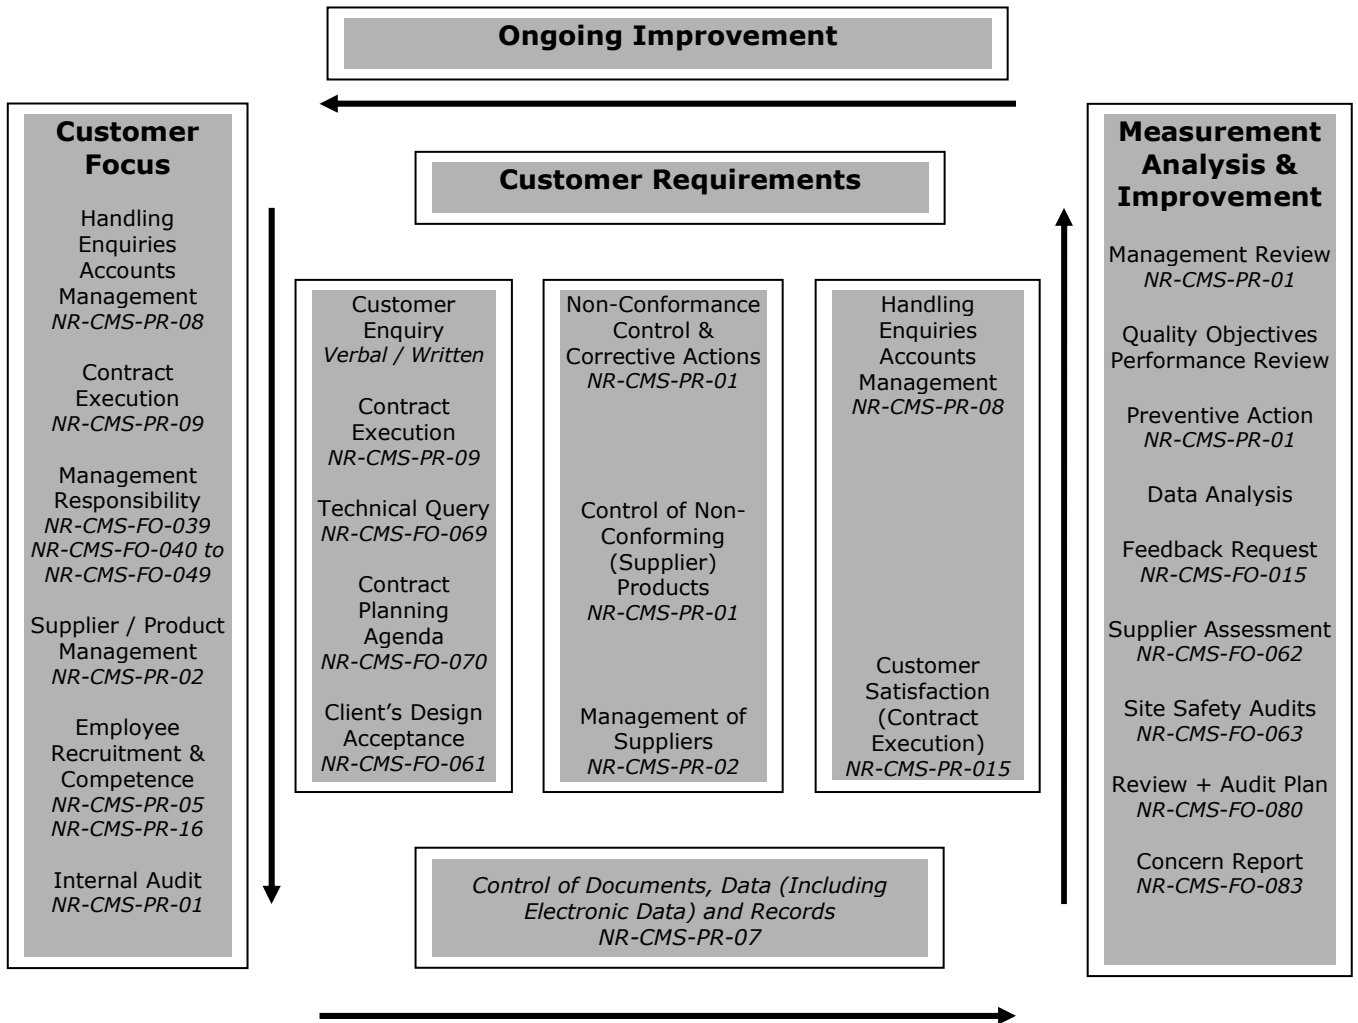 Ongoing Improvement
Customer
Focus
Handling
Enquiries
Accounts
Management
NR-CMS-PR-08
Contract
Execution
NR-CMS-PR-09
Management
Responsibility
NR-CMS-FO-039
NR-CMS-FO-040 to
NR-CMS-FO-049
Supplier / Product
Management
NR-CMS-PR-02
Employee
Recruitment &
Competence
NR-CMS-PR-05
NR-CMS-PR-16
Internal Audit
NR-CMS-PR-01
Customer Requirements
Customer
Enquiry
Verbal / Written
Contract
Execution
NR-CMS-PR-09
Technical Query
NR-CMS-FO-069
Contract
Planning
Agenda
NR-CMS-FO-070
Client's Design
Acceptance
NR-CMS-FO-061
Non-Conformance
Control &
Corrective Actions
NR-CMS-PR-01
Control of Non-
Conforming
(Supplier)
Products
NR-CMS-PR-01
Management of
Suppliers
NR-CMS-PR-02
Handling
Enquiries
Accounts
Management
NR-CMS-PR-08
Customer
Satisfaction
(Contract
Execution)
NR-CMS-PR-015
Control of Documents, Data (Including
Electronic Data) and Records
NR-CMS-PR-07
Measurement
Analysis &
Improvement
Management Review
NR-CMS-PR-01
Quality Objectives
Performance Review
Preventive Action
NR-CMS-PR-01
Data Analysis
Feedback Request
NR-CMS-FO-015
Supplier Assessment
NR-CMS-FO-062
Site Safety Audits
NR-CMS-FO-063
Review + Audit Plan
NR-CMS-FO-080
Concern Report
NR-CMS-FO-083